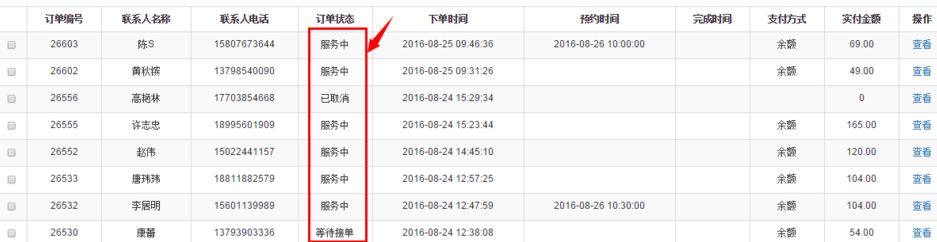 订单编号 联系人名称 联系人电话 订单状态 下单时间 预约时间 完成时间 支付方式 实付金额 操作
26603 陈S 15807673644 服务中 2016-08-25 09:46:36 2016-08-26 10:00:00 余额 69.00 查看
26602 黄秋镔 13798540090 服务中 2016-08-25 09:31:26 余额 49.00 查看
26556 高艳林 17703854668 已取消 2016-08-24 15:29:34 0 查看
26555 许志忠 18995601909 服务中 2016-08-24 15:23:44 余额 165.00 查看
26552 赵伟 15022441157 服务中 2016-08-24 14:45:10 余额 120.00 查看
26533 唐玮玮 18811882579 服务中 2016-08-24 12:57:25 余额 104.00 查看
26532 李居明 15601139989 服务中 2016-08-24 12:47:59 2016-08-26 10:30:00 余额 104.00 查看
26530 康蕾 13793903336 等待接单 2016-08-24 12:38:08 余额 54.00 查看